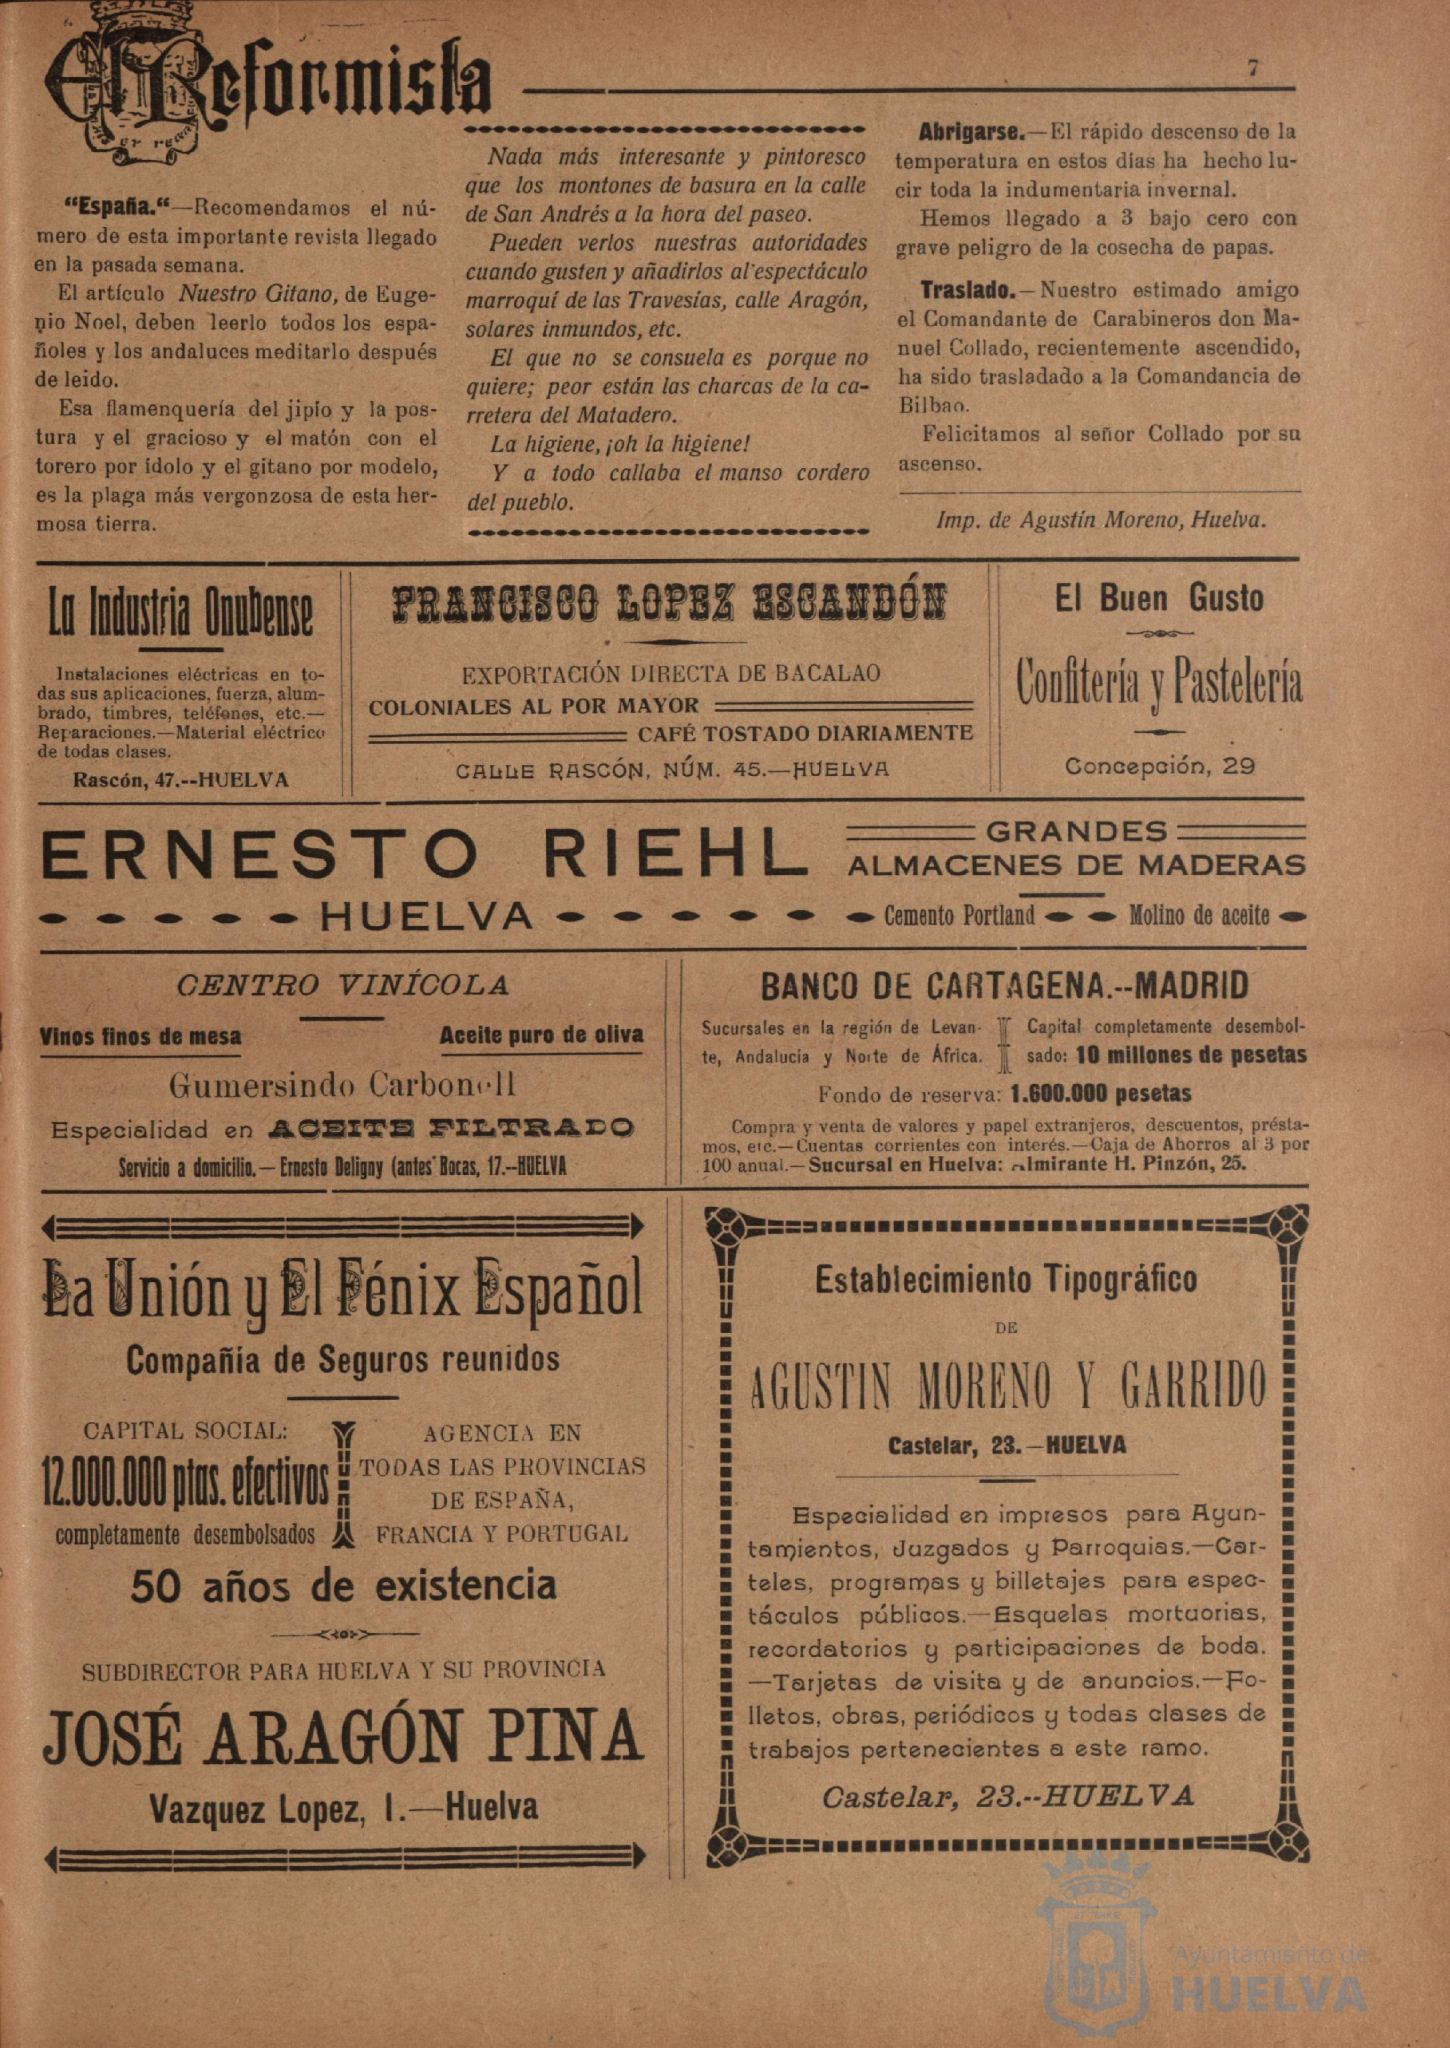 El Reformista
7
"España."—Recomendamos el nú-
mero de esta importante revista llegado
en la pasada semana.
El artículo Nuestro Gitano, de Euge-
nio Noel, deben leerlo todos los espa-
ñoles y los andaluces meditarlo después
de leido.
Esa flamenquería del jipío y la pos-
tura y el gracioso y el matón con el
torero por ídolo y el gitano por modelo,
es la plaga más vergonzosa de esta her-
mosa tierra.
Nada más interesante y pintoresco
que los montones de basura en la calle
de San Andrés a la hora del paseo.
Pueden verlos nuestras autoridades
cuando gusten y añadirlos al espectáculo
marroquí de las Travesías, calle Aragón,
solares inmundos, etc.
El que no se consuela es porque no
quiere; peor están las charcas de la ca-
rretera del Matadero.
La higiene, ¡oh la higiene!
Y a todo callaba el manso cordero
del pueblo.
Abrigarse.—El rápido descenso de la
temperatura en estos días ha hecho lu-
cir toda la indumentaria invernal.
Hemos llegado a 3 bajo cero con
grave peligro de la cosecha de papas.
Traslado.—Nuestro estimado amigo
el Comandante de Carabineros don Ma-
nuel Collado, recientemente ascendido,
ha sido trasladado a la Comandancia de
Bilbao.
Felicitamos al señor Collado por su
ascenso.
Imp. de Agustín Moreno, Huelva.
La Industria Onubense
Instalaciones eléctricas en to-
das sus aplicaciones, fuerza, alum-
brado, timbres, teléfonos, etc.—
Reparaciones.—Material eléctrico
de todas clases.
Rascón, 47.--HUELVA
FRANCISCO LOPEZ ESCANDÓN
EXPORTACIÓN DIRECTA DE BACALAO
COLONIALES AL POR MAYOR
CAFÉ TOSTADO DIARIAMENTE
CALLE RASCÓN, NÚM. 45.—HUELVA
El Buen Gusto
Confitería y Pastelería
Concepción, 29
ERNESTO RIEHL
HUELVA
GRANDES
ALMACENES DE MADERAS
Cemento Portland
Molino de aceite
CENTRO VINÍCOLA
Vinos finos de mesa Aceite puro de oliva
Gumersindo Carbonell
Especialidad en ACEITE FILTRADO
Servicio a domicilio.—Ernesto Deligny (antes Bocas, 17.--HUELVA
BANCO DE CARTAGENA.--MADRID
Sucursales en la región de Levan-
te, Andalucía y Norte de África.
Capital completamente desembol-
sado: 10 millones de pesetas
Fondo de reserva: 1.600.000 pesetas
Compra y venta de valores y papel extranjeros, descuentos, présta-
mos, etc.—Cuentas corrientes con interés.—Caja de Ahorros al 3 por
100 anual.—Sucursal en Huelva: Almirante H. Pinzón, 25.
La Unión y El Fénix Español
Compañía de Seguros reunidos
CAPITAL SOCIAL:
12.000.000 ptas. efectivos
completamente desembolsados
AGENCIA EN
TODAS LAS PROVINCIAS
DE ESPAÑA,
FRANCIA Y PORTUGAL
50 años de existencia
SUBDIRECTOR PARA HUELVA Y SU PROVINCIA
JOSÉ ARAGÓN PINA
Vazquez Lopez, 1.—Huelva
Establecimiento Tipográfico
DE
AGUSTIN MORENO Y GARRIDO
Castelar, 23.—HUELVA
Especialidad en impresos para Ayun-
tamientos, Juzgados y Parroquias.—Car-
teles, programas y billetajes para espec-
táculos públicos.—Esquelas mortuorias,
recordatorios y participaciones de boda.
—Tarjetas de visita y de anuncios.—Fo-
lletos, obras, periódicos y todas clases de
trabajos pertenecientes a este ramo.
Castelar, 23.--HUELVA
Ayuntamiento de
HUELVA